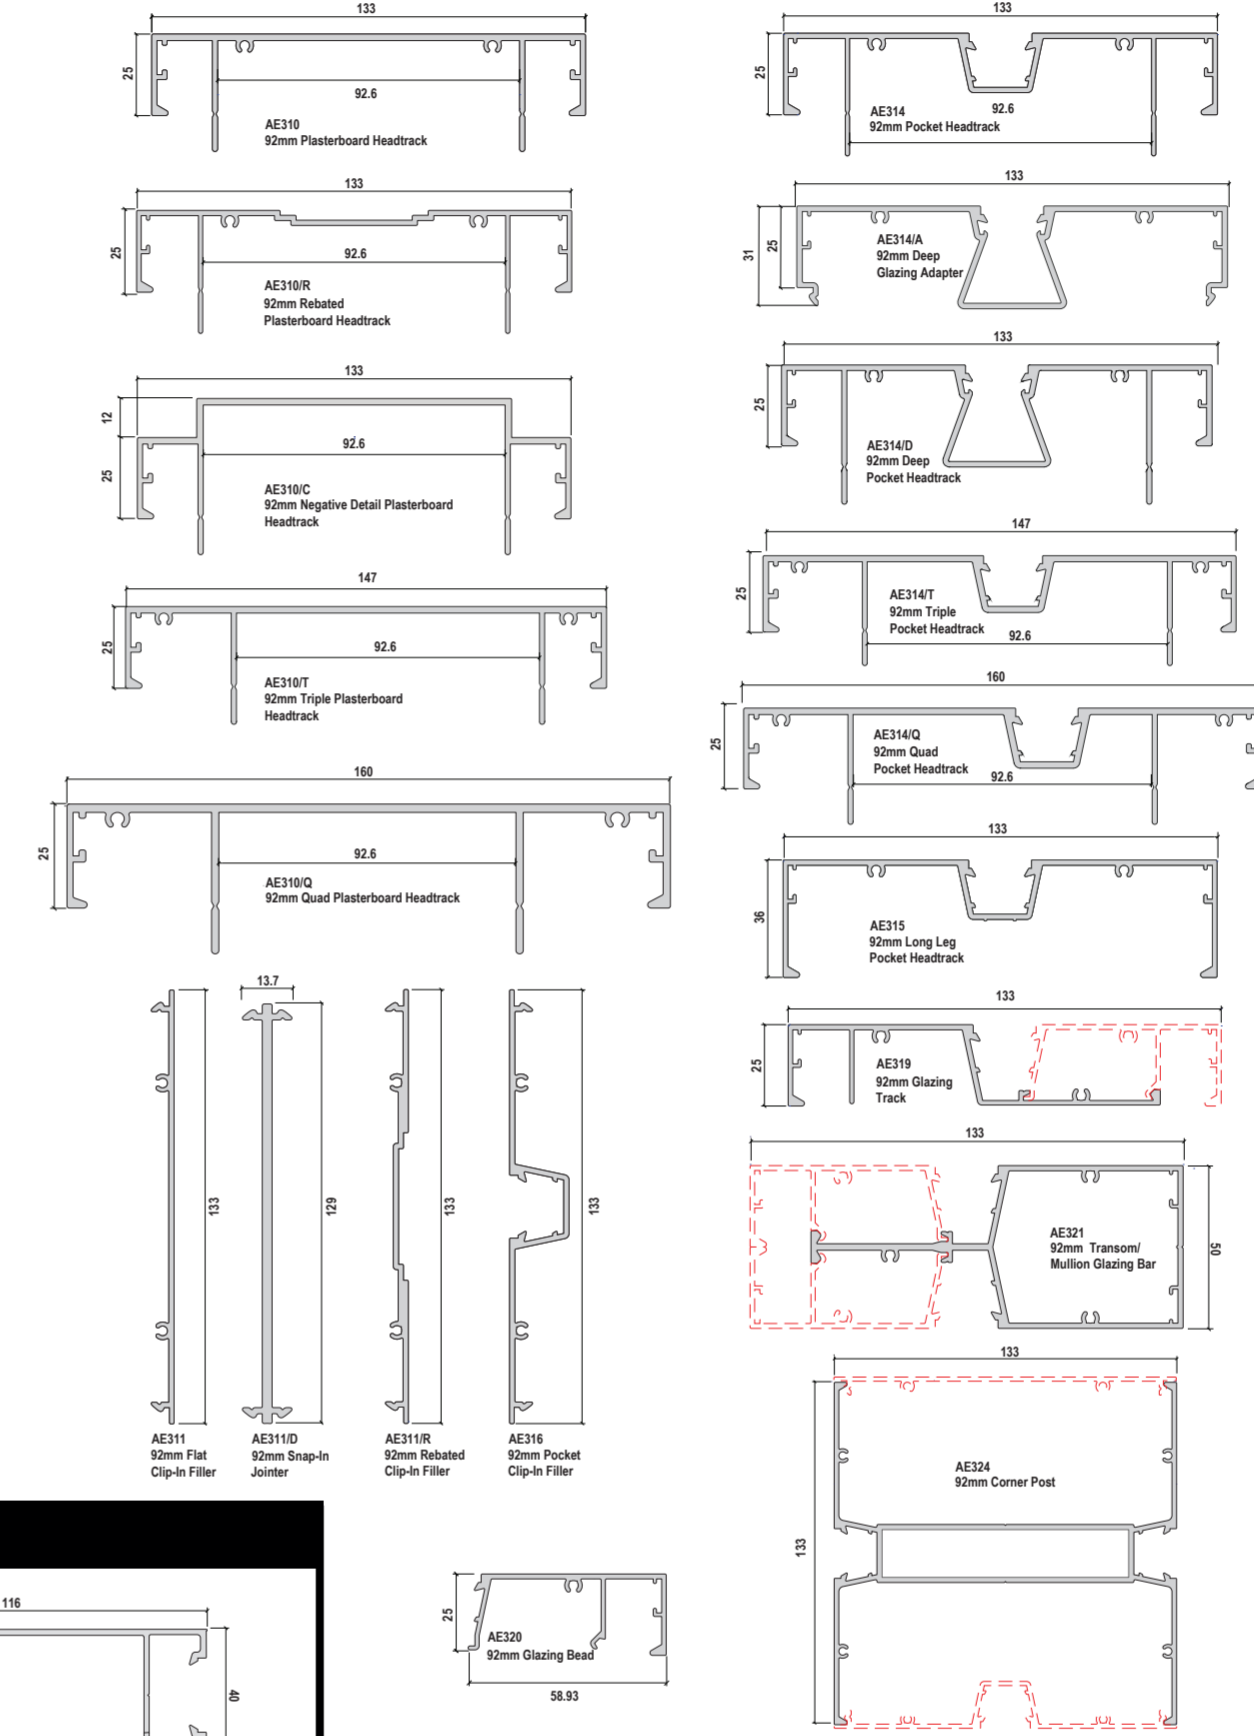 133
25
92.6
AE310
92mm Plasterboard Headtrack
133
25
92.6
AE310/R
92mm Rebated
Plasterboard Headtrack
133
12
25
92.6
AE310/C
92mm Negative Detail Plasterboard
Headtrack
147
25
92.6
AE310/T
92mm Triple Plasterboard
Headtrack
160
25
92.6
AE310/Q
92mm Quad Plasterboard Headtrack
133
AE311
92mm Flat
Clip-In Filler
13.7
129
AE311/D
92mm Snap-In
Jointer
133
AE311/R
92mm Rebated
Clip-In Filler
133
AE316
92mm Pocket
Clip-In Filler
116
40
25
AE320
92mm Glazing Bead
58.93
133
25
AE314
92.6
92mm Pocket Headtrack
133
31
25
AE314/A
92mm Deep
Glazing Adapter
133
25
AE314/D
92mm Deep
Pocket Headtrack
147
25
AE314/T
92mm Triple
Pocket Headtrack
92.6
160
25
AE314/Q
92mm Quad
Pocket Headtrack
92.6
133
36
AE315
92mm Long Leg
Pocket Headtrack
133
25
AE319
92mm Glazing
Track
133
AE321
92mm Transom/
Mullion Glazing Bar
50
133
AE324
92mm Corner Post
133